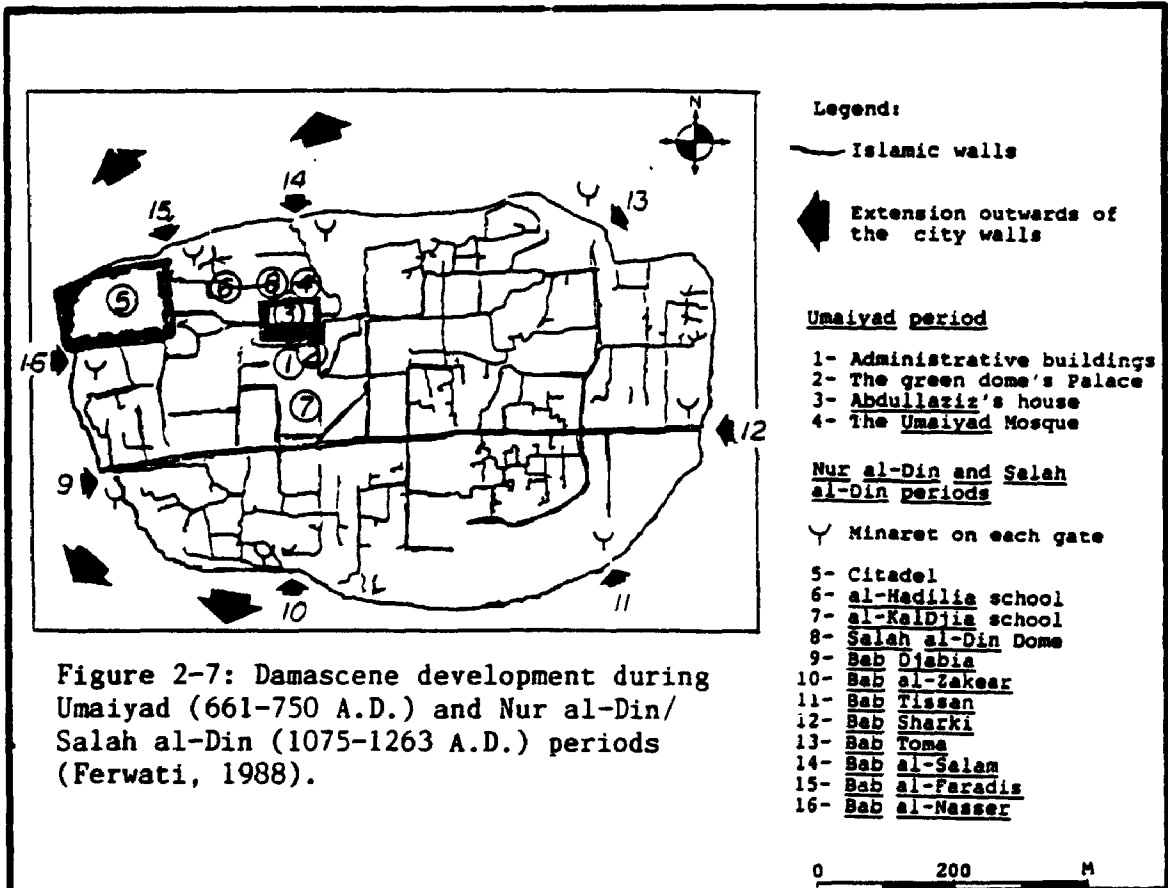 N
14
13
15
6
8
4
5
3
16
1
2
7
12
9
10
11
Legend:
Islamic walls
Extension outwards of
the city walls
Umaiyad period
1- Administrative buildings
2- The green dome's Palace
3- Abdullaziz's house
4- The Umaiyad Mosque
Nur al-Din and Salah
al-Din periods
Minaret on each gate
5- Citadel
6- al-Hadilia school
7- al-KalDjia school
8- Salah al-Din Dome
9- Bab Djabia
10- Bab al-Zakear
11- Bab Tissan
12- Bab Sharki
13- Bab Toma
14- Bab al-Salam
15- Bab al-Faradis
16- Bab al-Nasser
0 200 M
Figure 2-7: Damascene development during
Umaiyad (661-750 A.D.) and Nur al-Din/
Salah al-Din (1075-1263 A.D.) periods
(Ferwati, 1988).